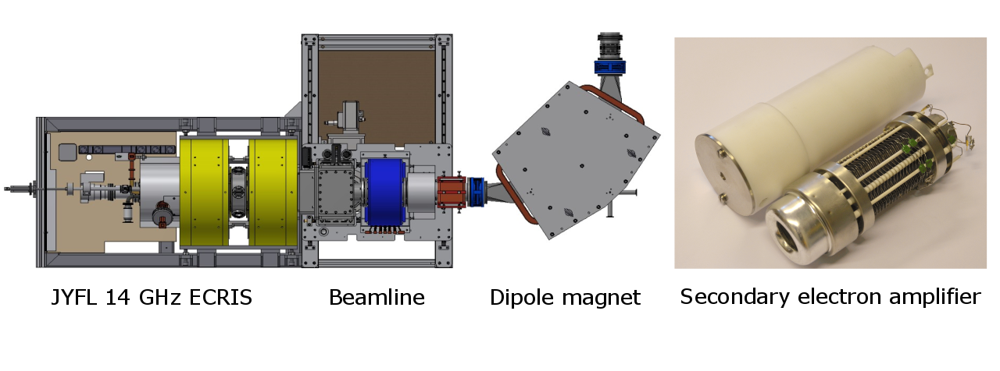 JYFL 14 GHz ECRIS
Beamline
Dipole magnet
Secondary electron amplifier